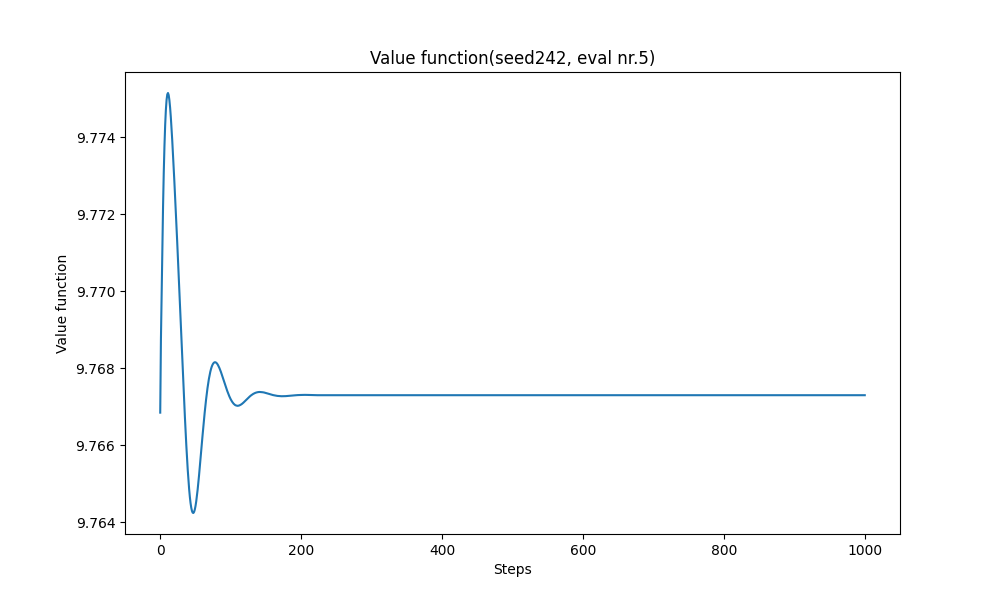 Value function(seed242, eval nr.5)
Value function
9.774
9.772
9.770
9.768
9.766
9.764
0 200 400 600 800 1000
Steps